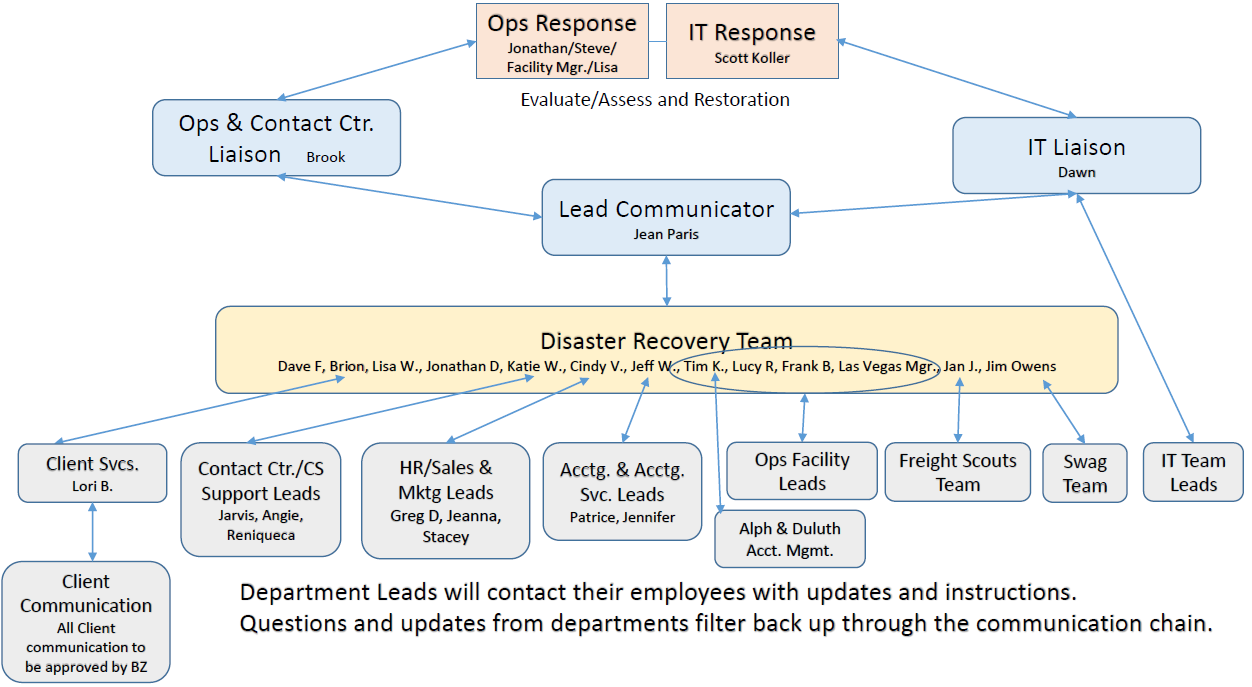 Ops Response
Jonathan/Steve/
Facility Mgr./Lisa
IT Response
Scott Koller
Evaluate/Assess and Restoration
Ops & Contact Ctr.
Liaison Brook
IT Liaison
Dawn
Lead Communicator
Jean Paris
Disaster Recovery Team
Dave F, Brion, Lisa W., Jonathan D, Katie W., Cindy V., Jeff W., Tim K., Lucy R, Frank B, Las Vegas Mgr., Jan J., Jim Owens
Client Svcs.
Lori B.
Contact Ctr./CS
Support Leads
Jarvis, Angie,
Reniqueca
HR/Sales &
Mktg Leads
Greg D, Jeanna,
Stacey
Acctg. & Acctg.
Svc. Leads
Patrice, Jennifer
Ops Facility
Leads
Alph & Duluth
Acct. Mgmt.
Freight Scouts
Team
Swag
Team
IT Team
Leads
Client
Communication
All Client
communication to
be approved by BZ
Department Leads will contact their employees with updates and instructions.
Questions and updates from departments filter back up through the communication chain.